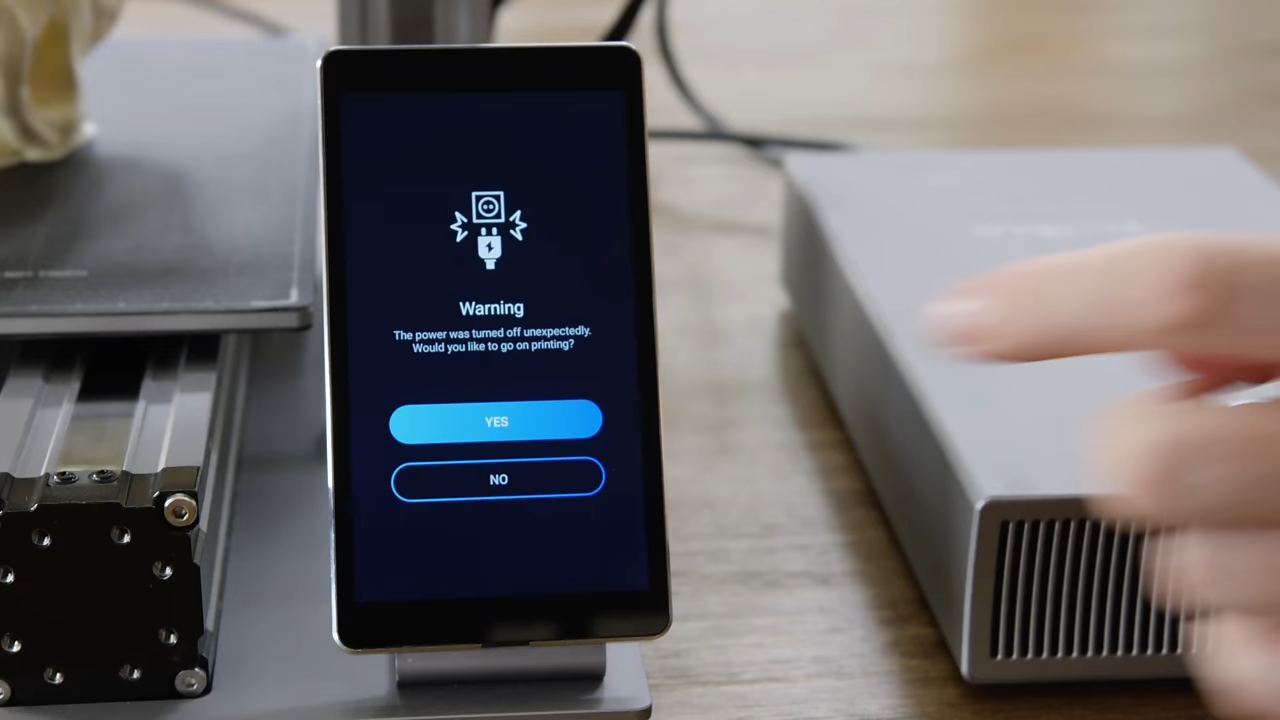 Warning
The power was turned off unexpectedly.
Would you like to go on printing?
YES
NO